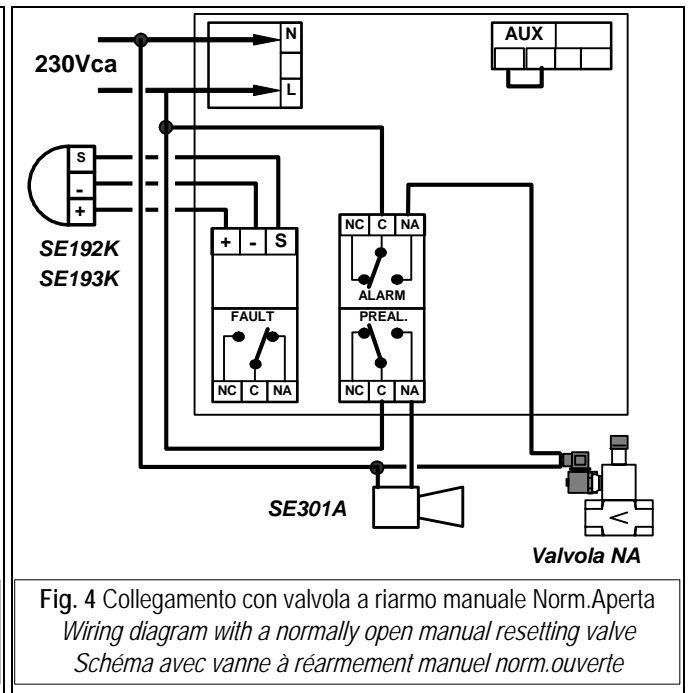 N
AUX
230Vca
L
S
-
+
SE192K
SE193K
+ - S
FAULT
NC C NA
NC C NA
ALARM
PREAL.
NC C NA
SE301A
Valvola NA
Fig. 4 Collegamento con valvola a riarmo manuale Norm.Aperta
Wiring diagram with a normally open manual resetting valve
Schéma avec vanne à réarmement manuel norm.ouverte